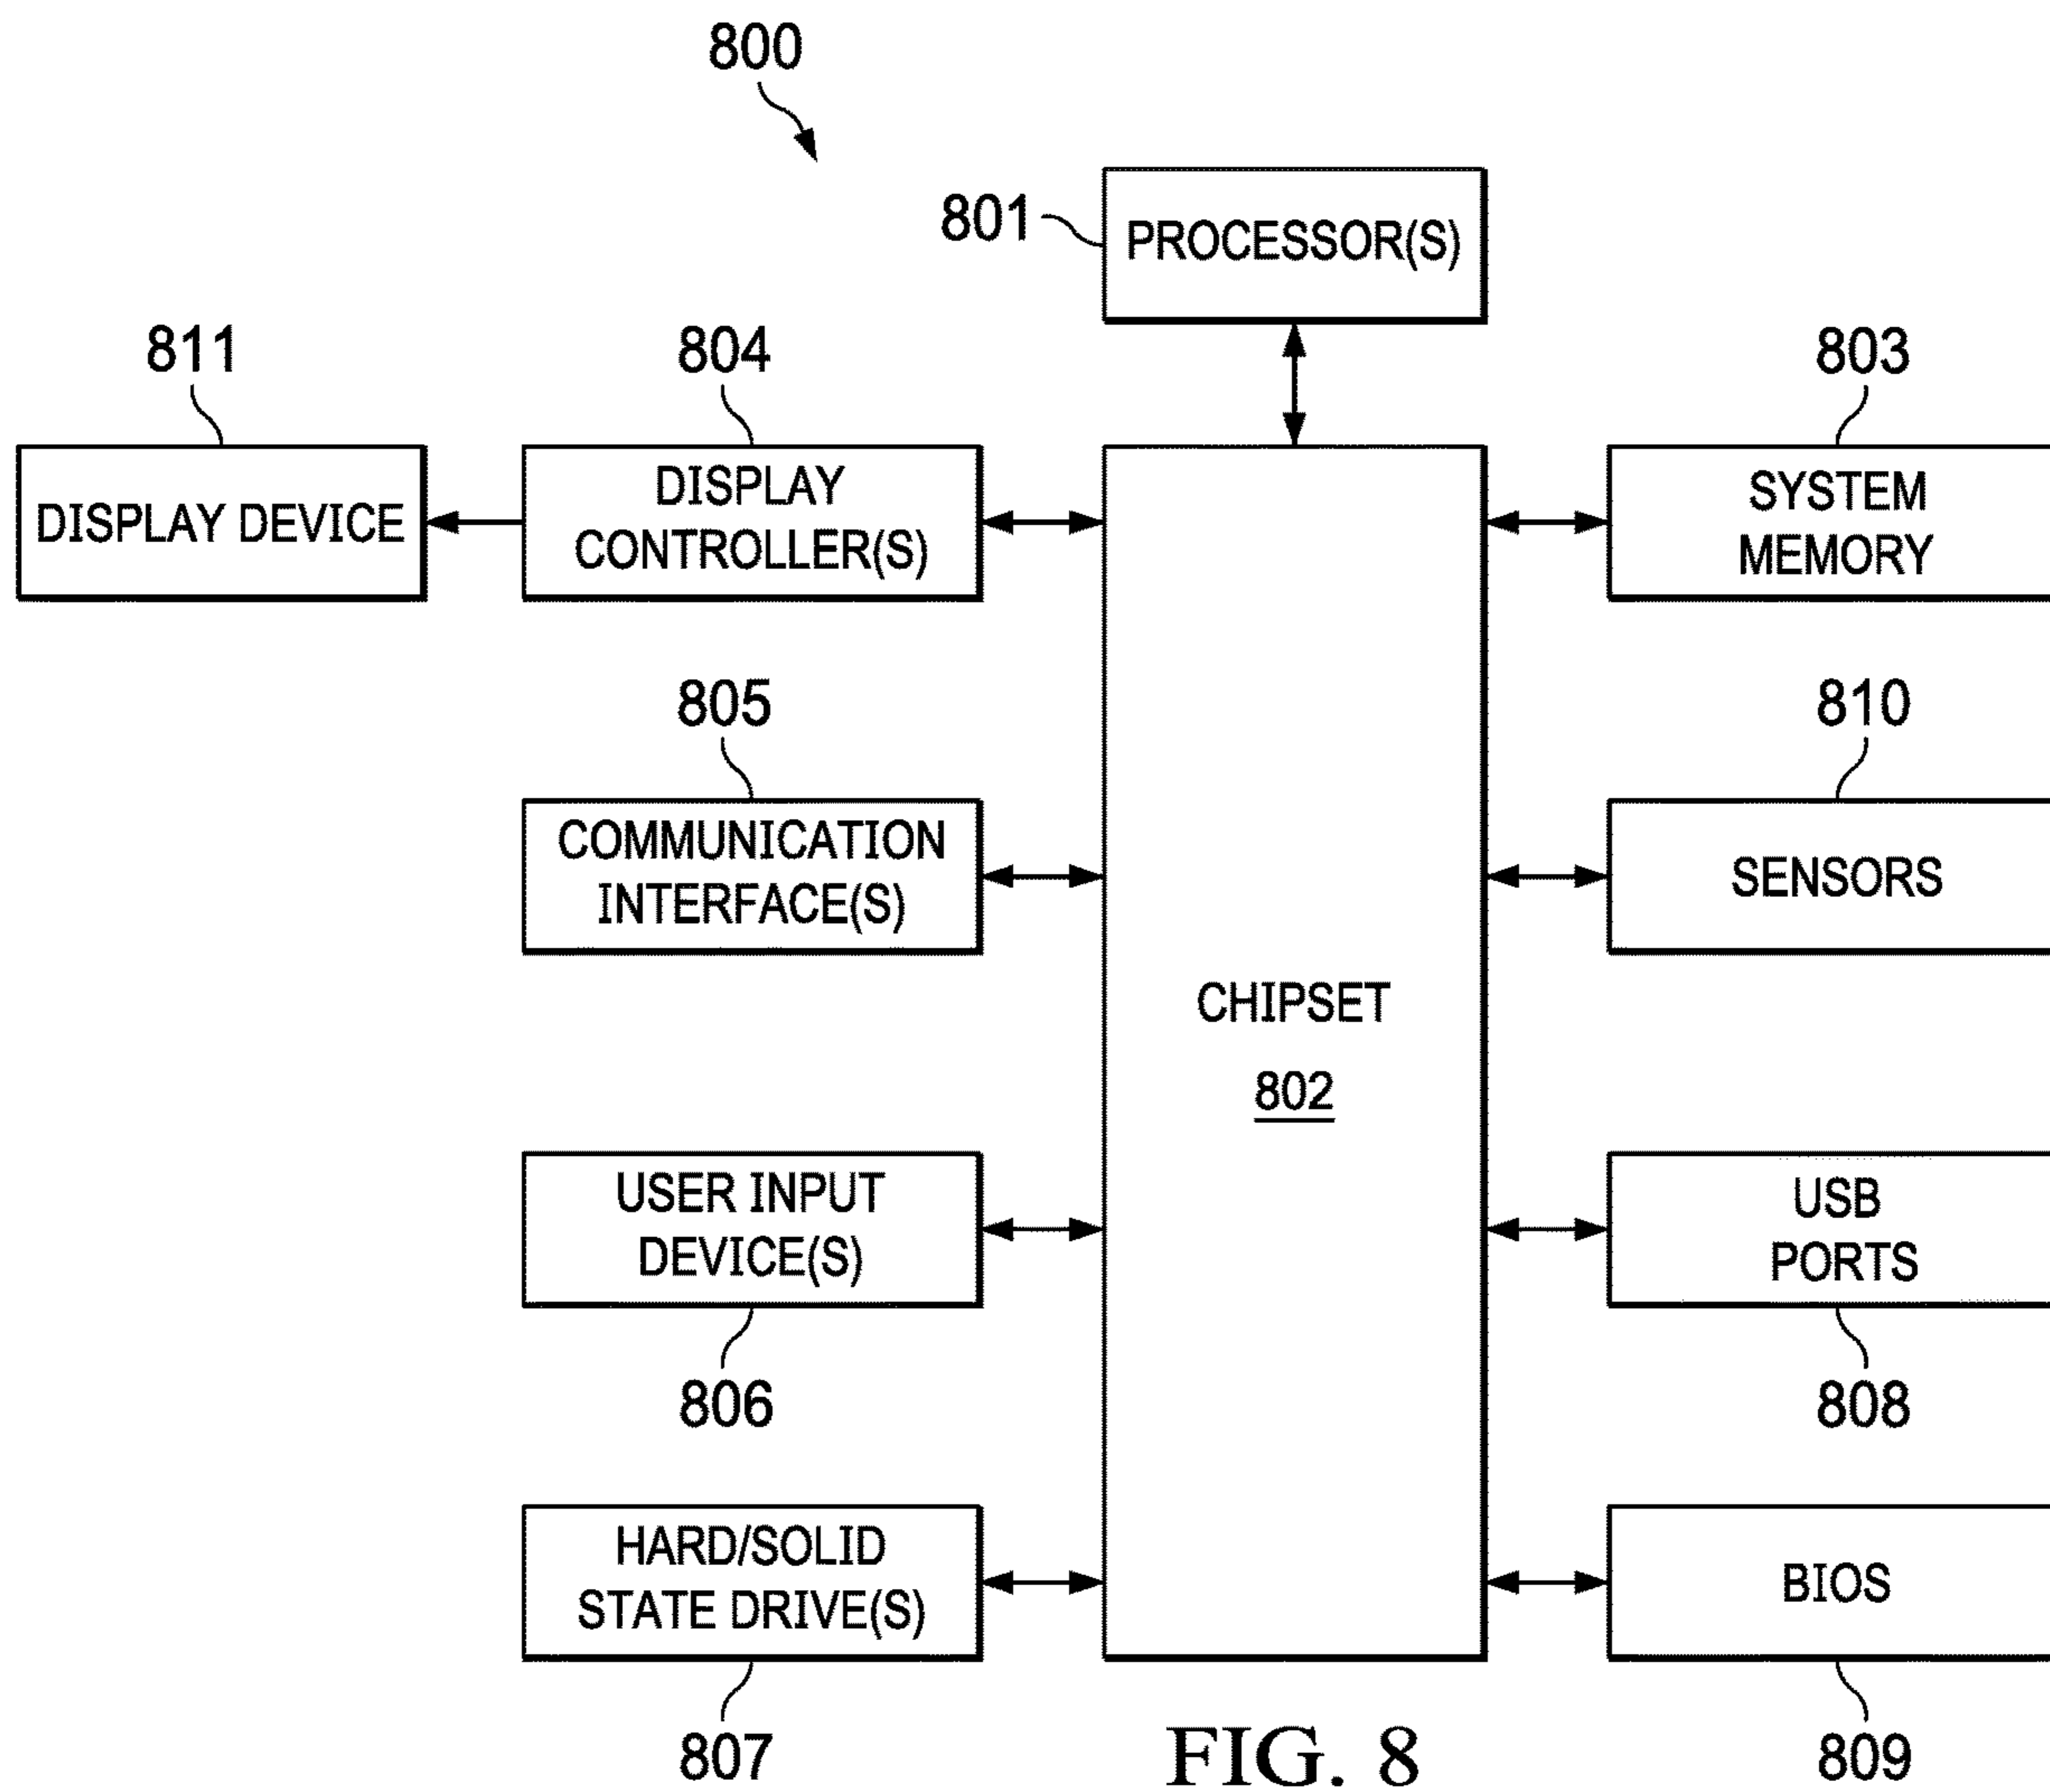 800
801
PROCESSOR(S)
811
804
803
DISPLAY DEVICE
DISPLAY
CONTROLLER(S)
SYSTEM
MEMORY
805
810
COMMUNICATION
INTERFACE(S)
SENSORS
CHIPSET
802
USER INPUT
DEVICE(S)
USB
PORTS
806
808
HARD/SOLID
STATE DRIVE(S)
BIOS
807
809
FIG. 8